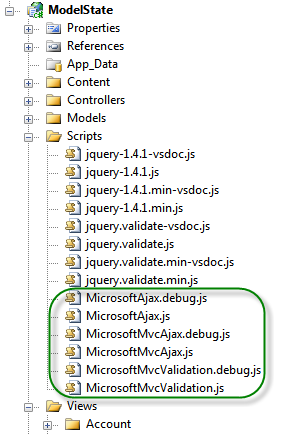 ModelState
Properties
References
App_Data
Content
Controllers
Models
Scripts
jquery-1.4.1-vsdoc.js
jquery-1.4.1.js
jquery-1.4.1.min-vsdoc.js
jquery-1.4.1.min.js
jquery.validate-vsdoc.js
jquery.validate.js
jquery.validate.min-vsdoc.js
jquery.validate.min.js
MicrosoftAjax.debug.js
MicrosoftAjax.js
MicrosoftMvcAjax.debug.js
MicrosoftMvcAjax.js
MicrosoftMvcValidation.debug.js
MicrosoftMvcValidation.js
Views
Account